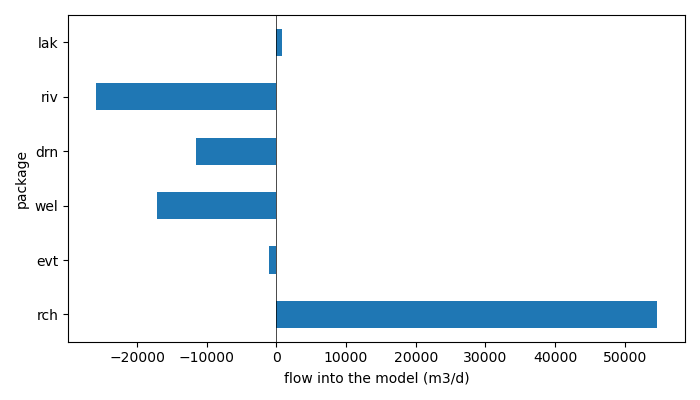 lak
riv
drn
wel
evt
rch
package
−20000 −10000 0 10000 20000 30000 40000 50000
flow into the model (m3/d)